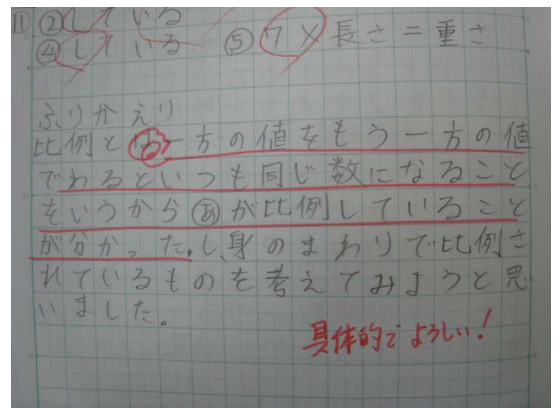 11 ②している
④している ⑤7×長さ=重さ
ふりかえり
比例とは一方の値をもう一方の値
でわるといつも同じ数になること
をいうからあが比例していること
が分かった。し、身のまわりで比例さ
れているものを考えてみようと思
いました。
具体的でよろしい!